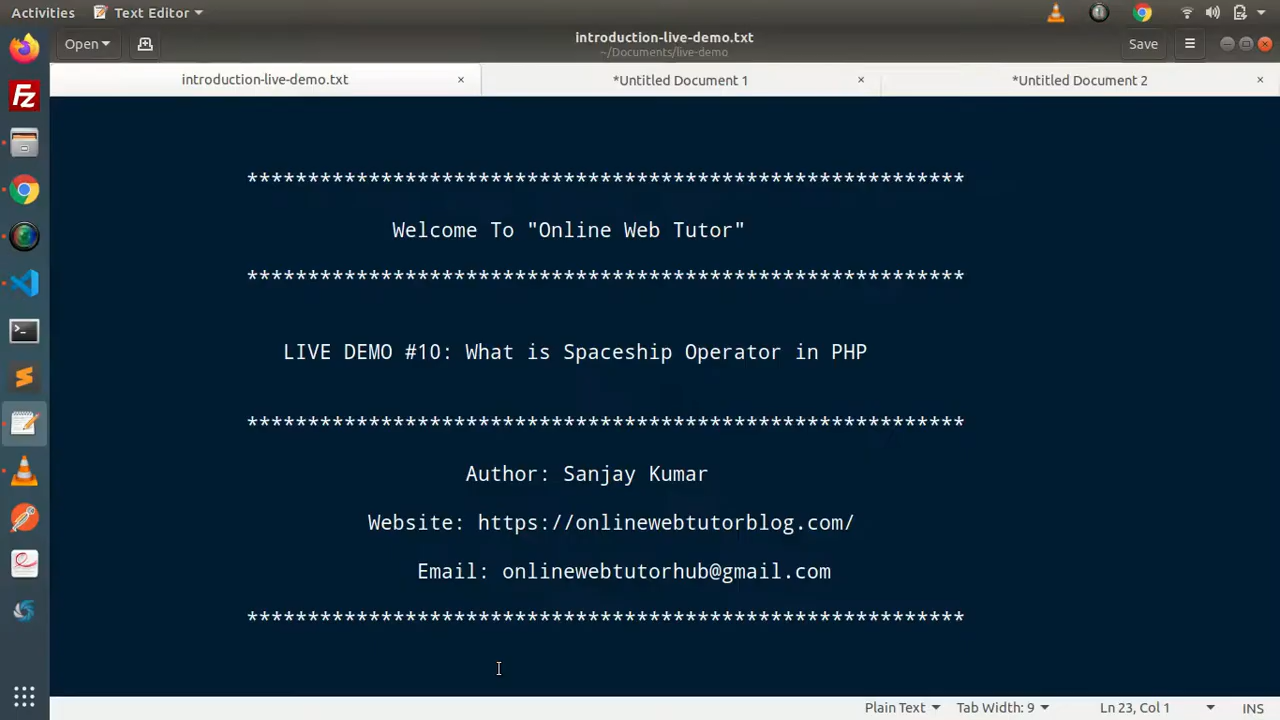 Activities Text Editor
Open introduction-live-demo.txt Save
~/Documents/live-demo
introduction-live-demo.txt *Untitled Document 1 *Untitled Document 2
***********************************************************
Welcome To "Online Web Tutor"
***********************************************************
LIVE DEMO #10: What is Spaceship Operator in PHP
***********************************************************
Author: Sanjay Kumar
Website: https://onlinewebtutorblog.com/
Email: onlinewebtutorhub@gmail.com
***********************************************************
Plain Text Tab Width: 9 Ln 23, Col 1 INS